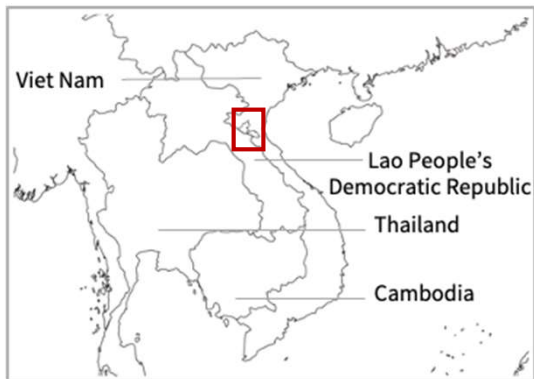 Viet Nam
Lao People's
Democratic Republic
Thailand
Cambodia